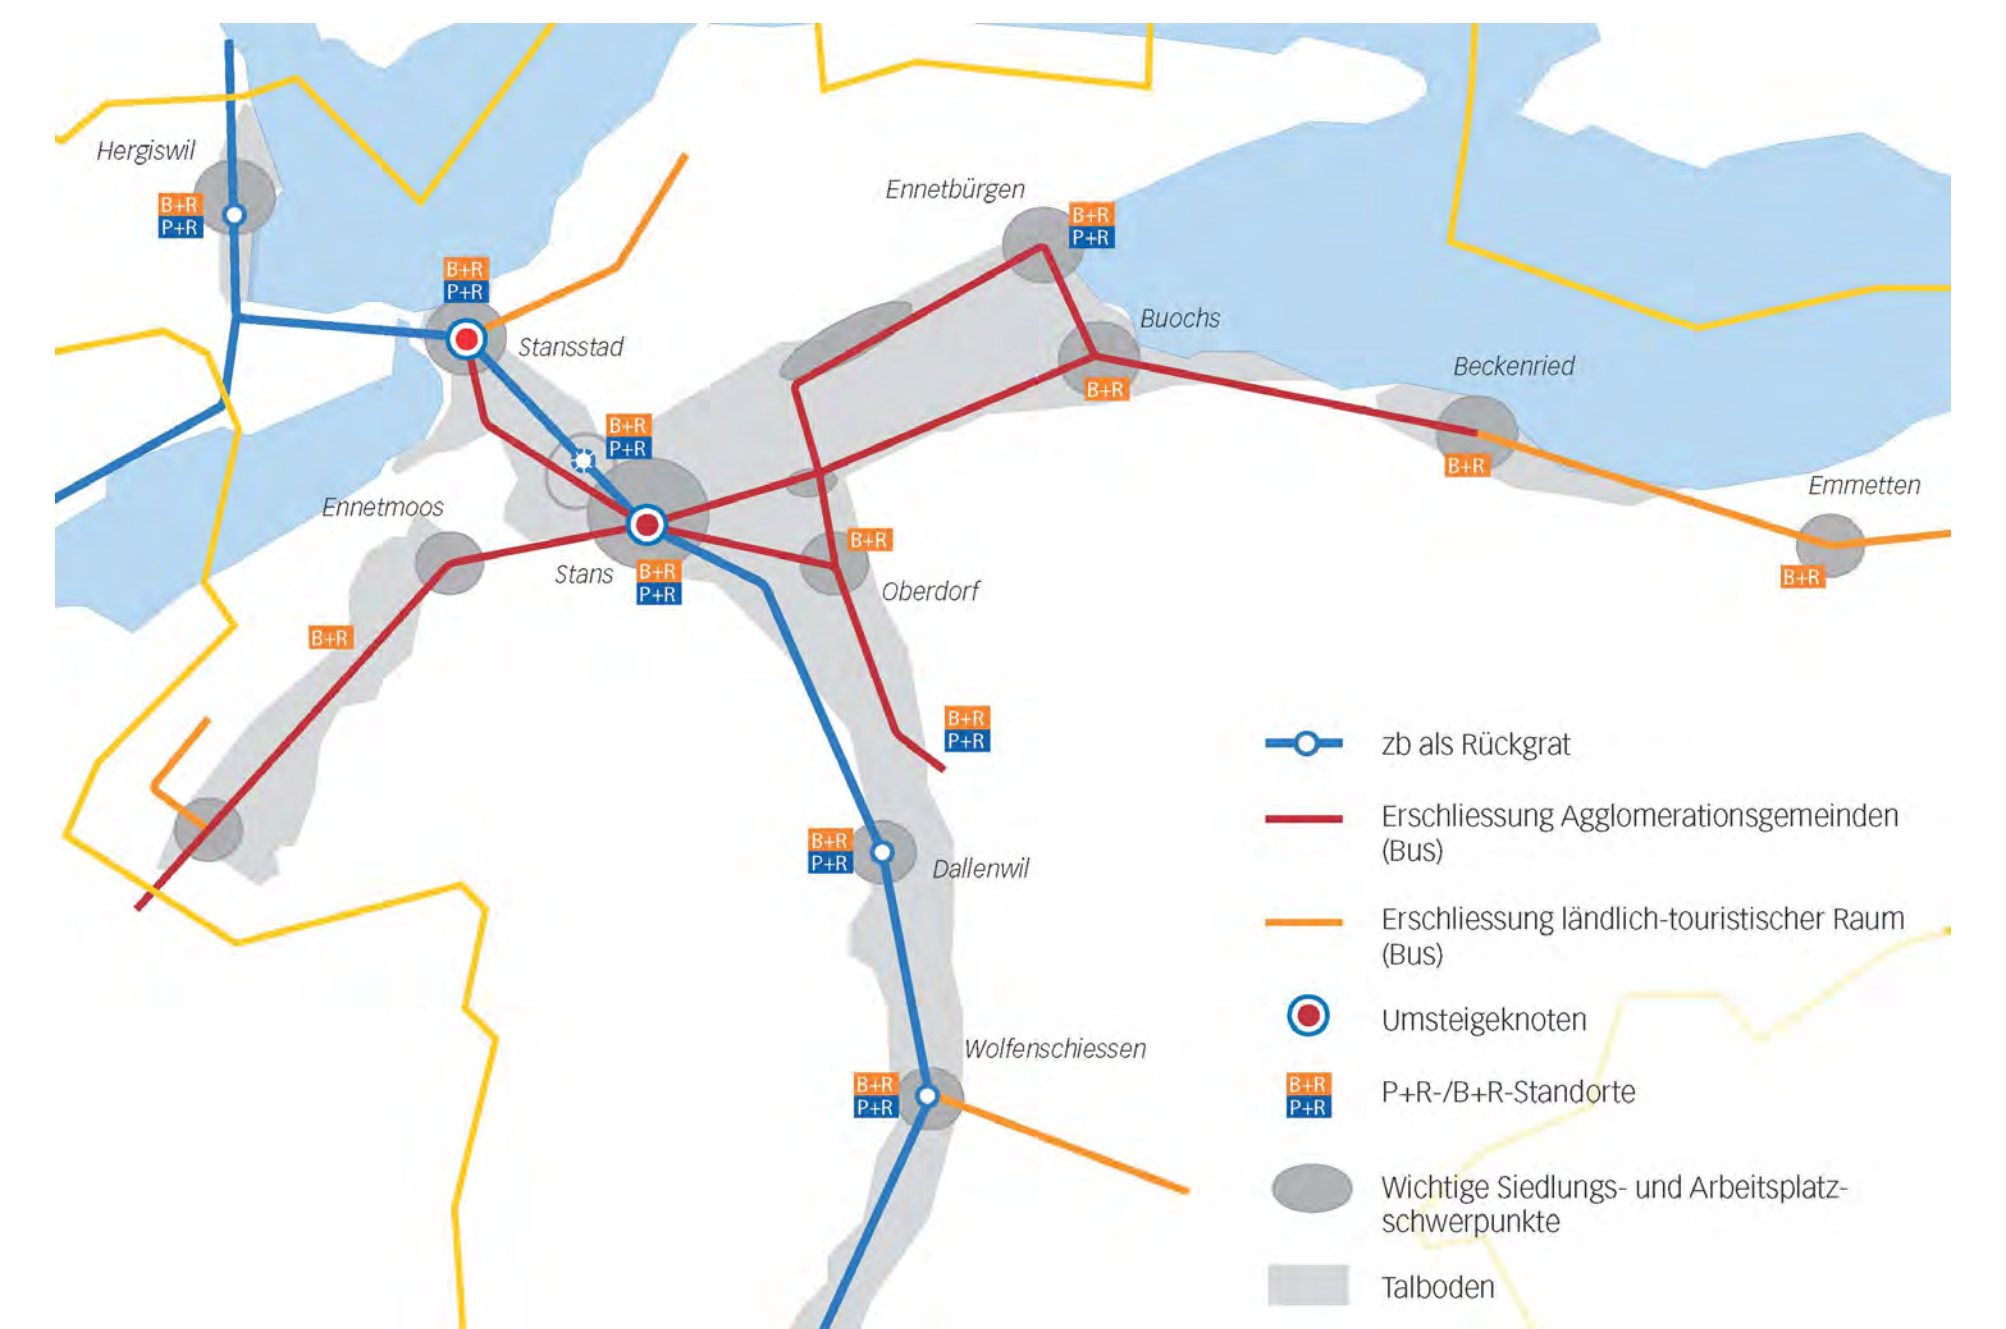 Hergiswil
B+R
P+R
Ennetbürgen
B+R
P+R
B+R
P+R
Buochs
Stansstad
Beckenried
B+R
B+R
P+R
B+R
Emmetten
Ennetmoos
B+R
Stans
B+R
P+R
B+R
Oberdorf
B+R
B+R
P+R
zb als Rückgrat
Erschliessung Agglomerationsgemeinden
(Bus)
B+R
P+R
Dallenwil
Erschliessung ländlich-touristischer Raum
(Bus)
Umsteigeknoten
Wolfenschiessen
B+R
P+R
B+R
P+R
P+R-/B+R-Standorte
Wichtige Siedlungs- und Arbeitsplatz-
schwerpunkte
Talboden